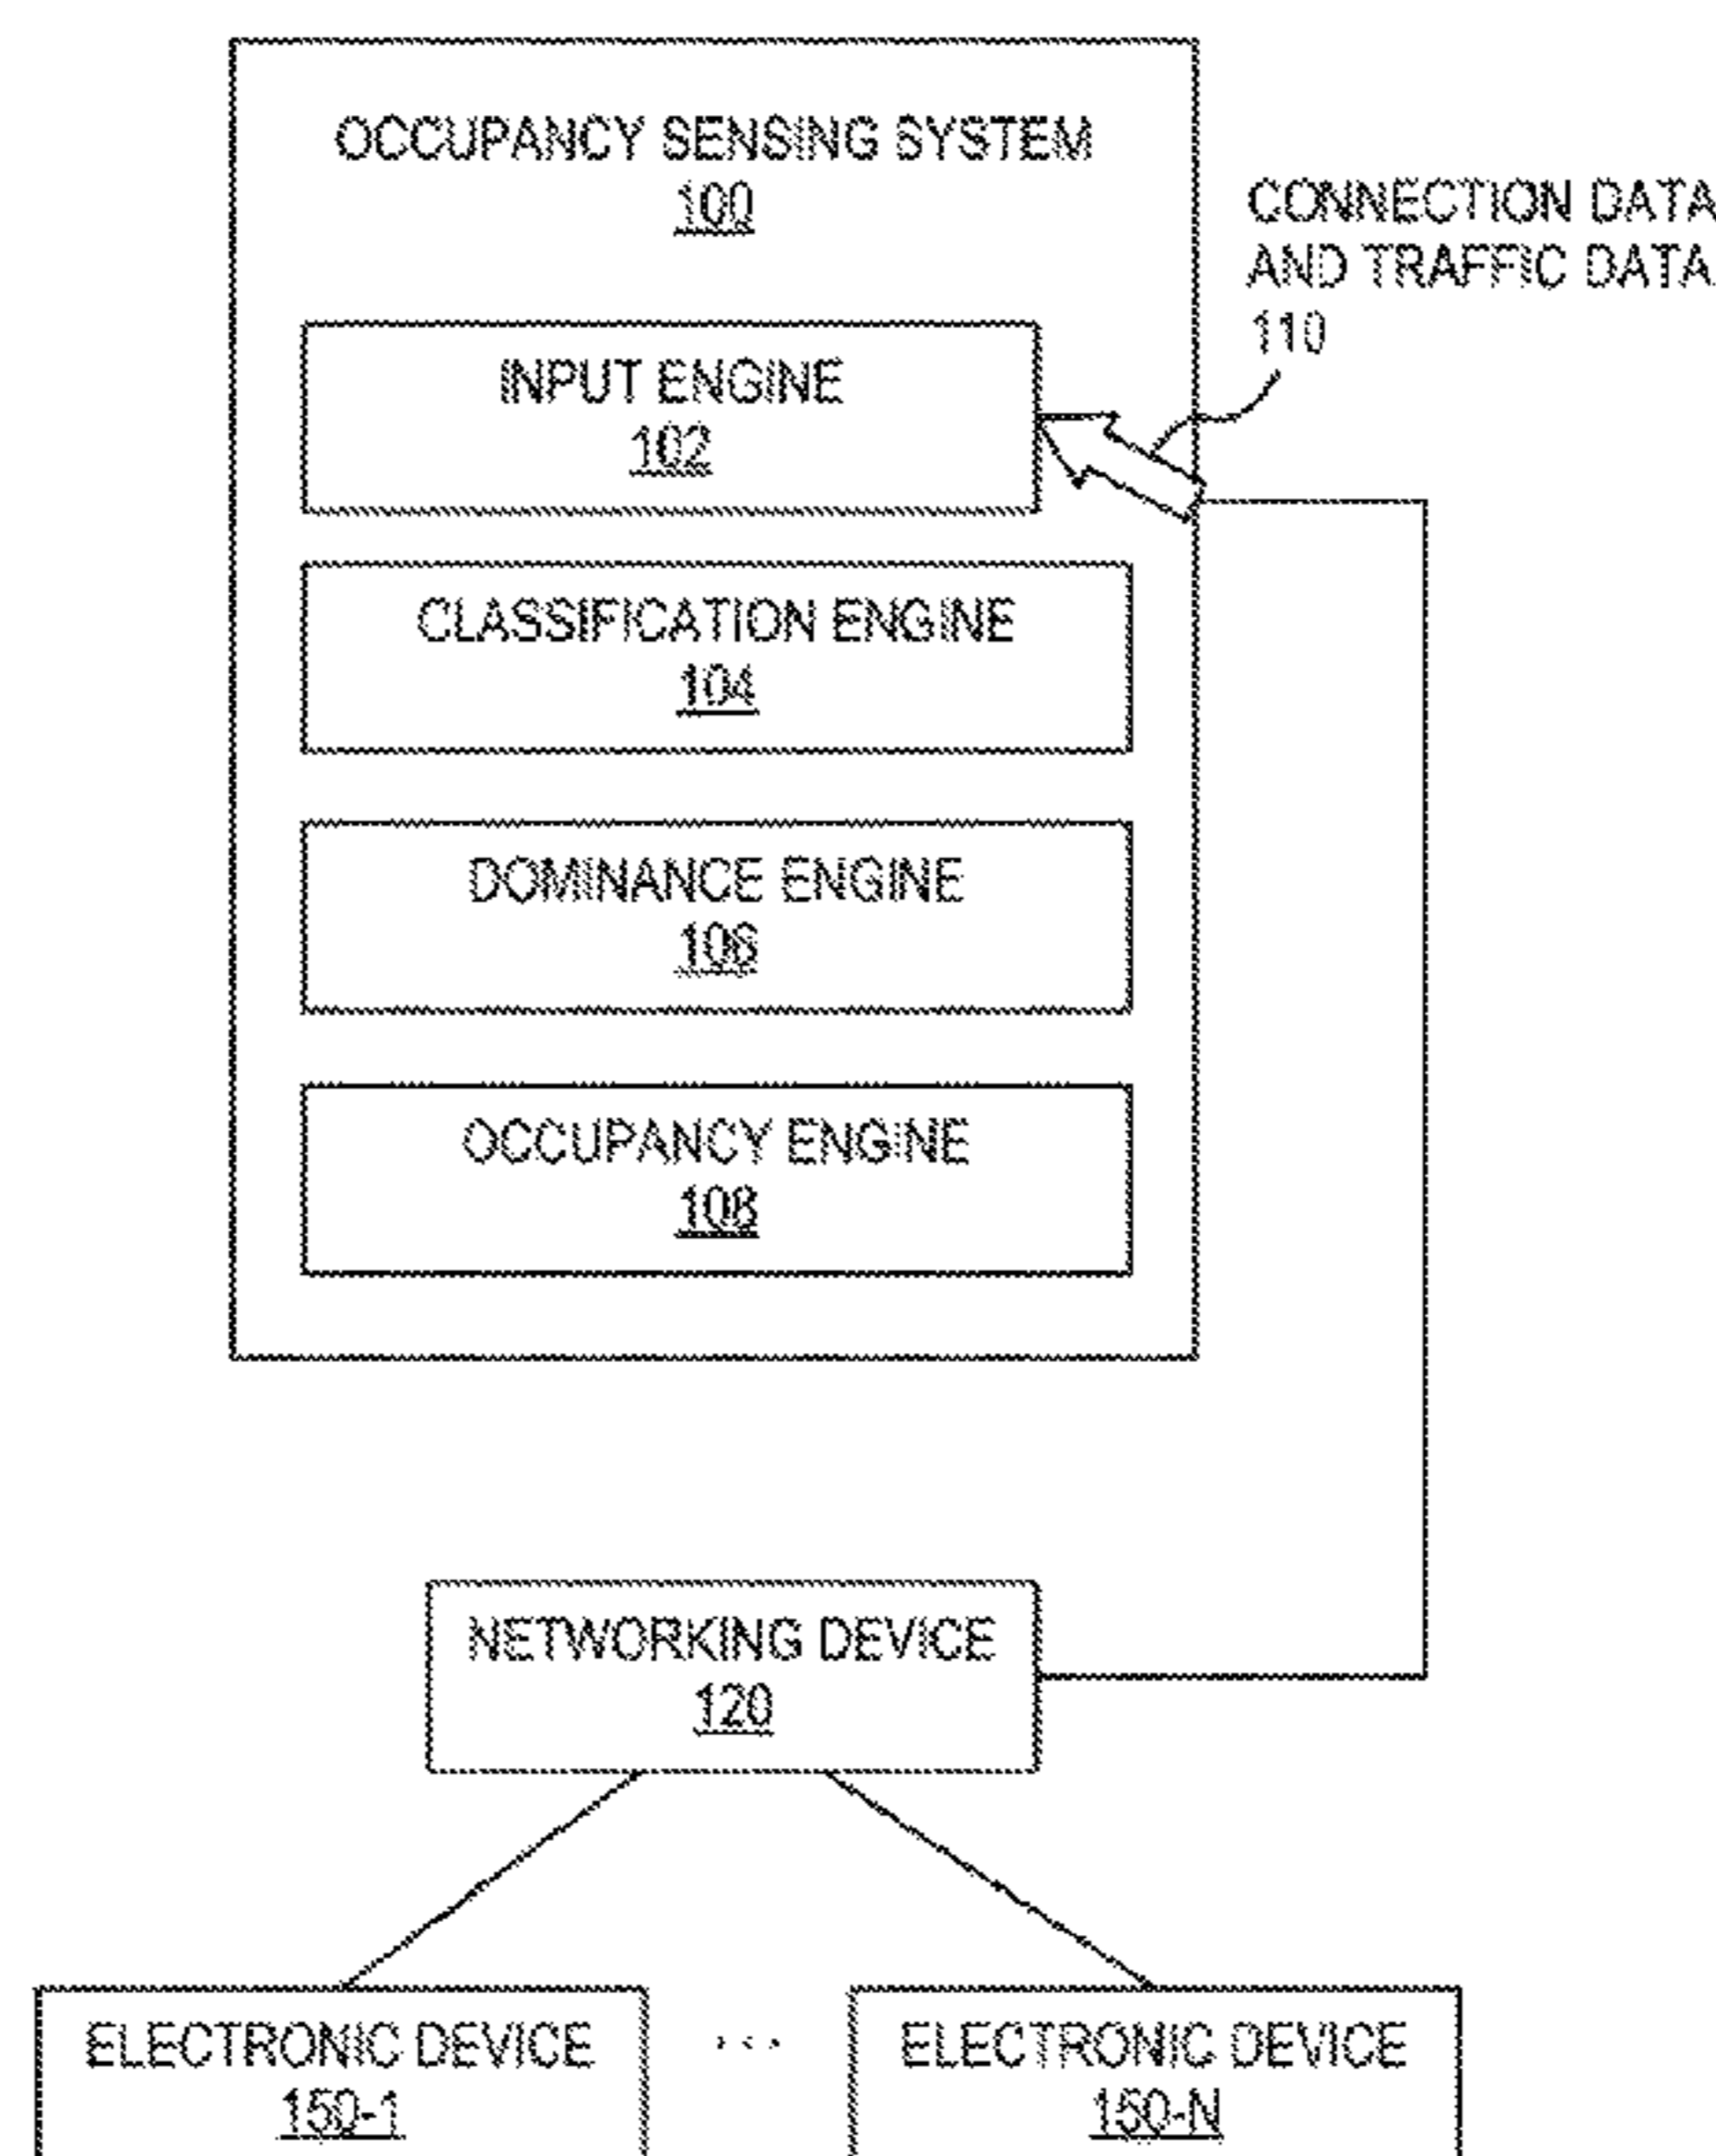 OCCUPANCY SENSING SYSTEM
100
CONNECTION DATA
AND TRAFFIC DATA
110
INPUT ENGINE
102
CLASSIFICATION ENGINE
104
DOMINANCE ENGINE
106
OCCUPANCY ENGINE
108
NETWORKING DEVICE
120
ELECTRONIC DEVICE
150-1
...
ELECTRONIC DEVICE
150-N